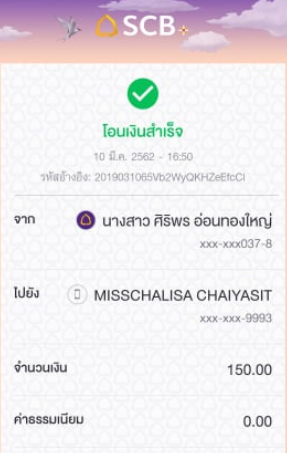 SCB
โอนเงินสำเร็จ
10 มี.ค. 2562 - 16:50
รหัสอ้างอิง: 2019031065Vb2WyQKHZeEfcCI
จาก นางสาว ศิริพร อ่อนทองใหญ่
xxx-xxx037-8
ไปยัง MISSCHALISA CHAIYASIT
xxx-xxx-9993
จำนวนเงิน 150.00
ค่าธรรมเนียม 0.00